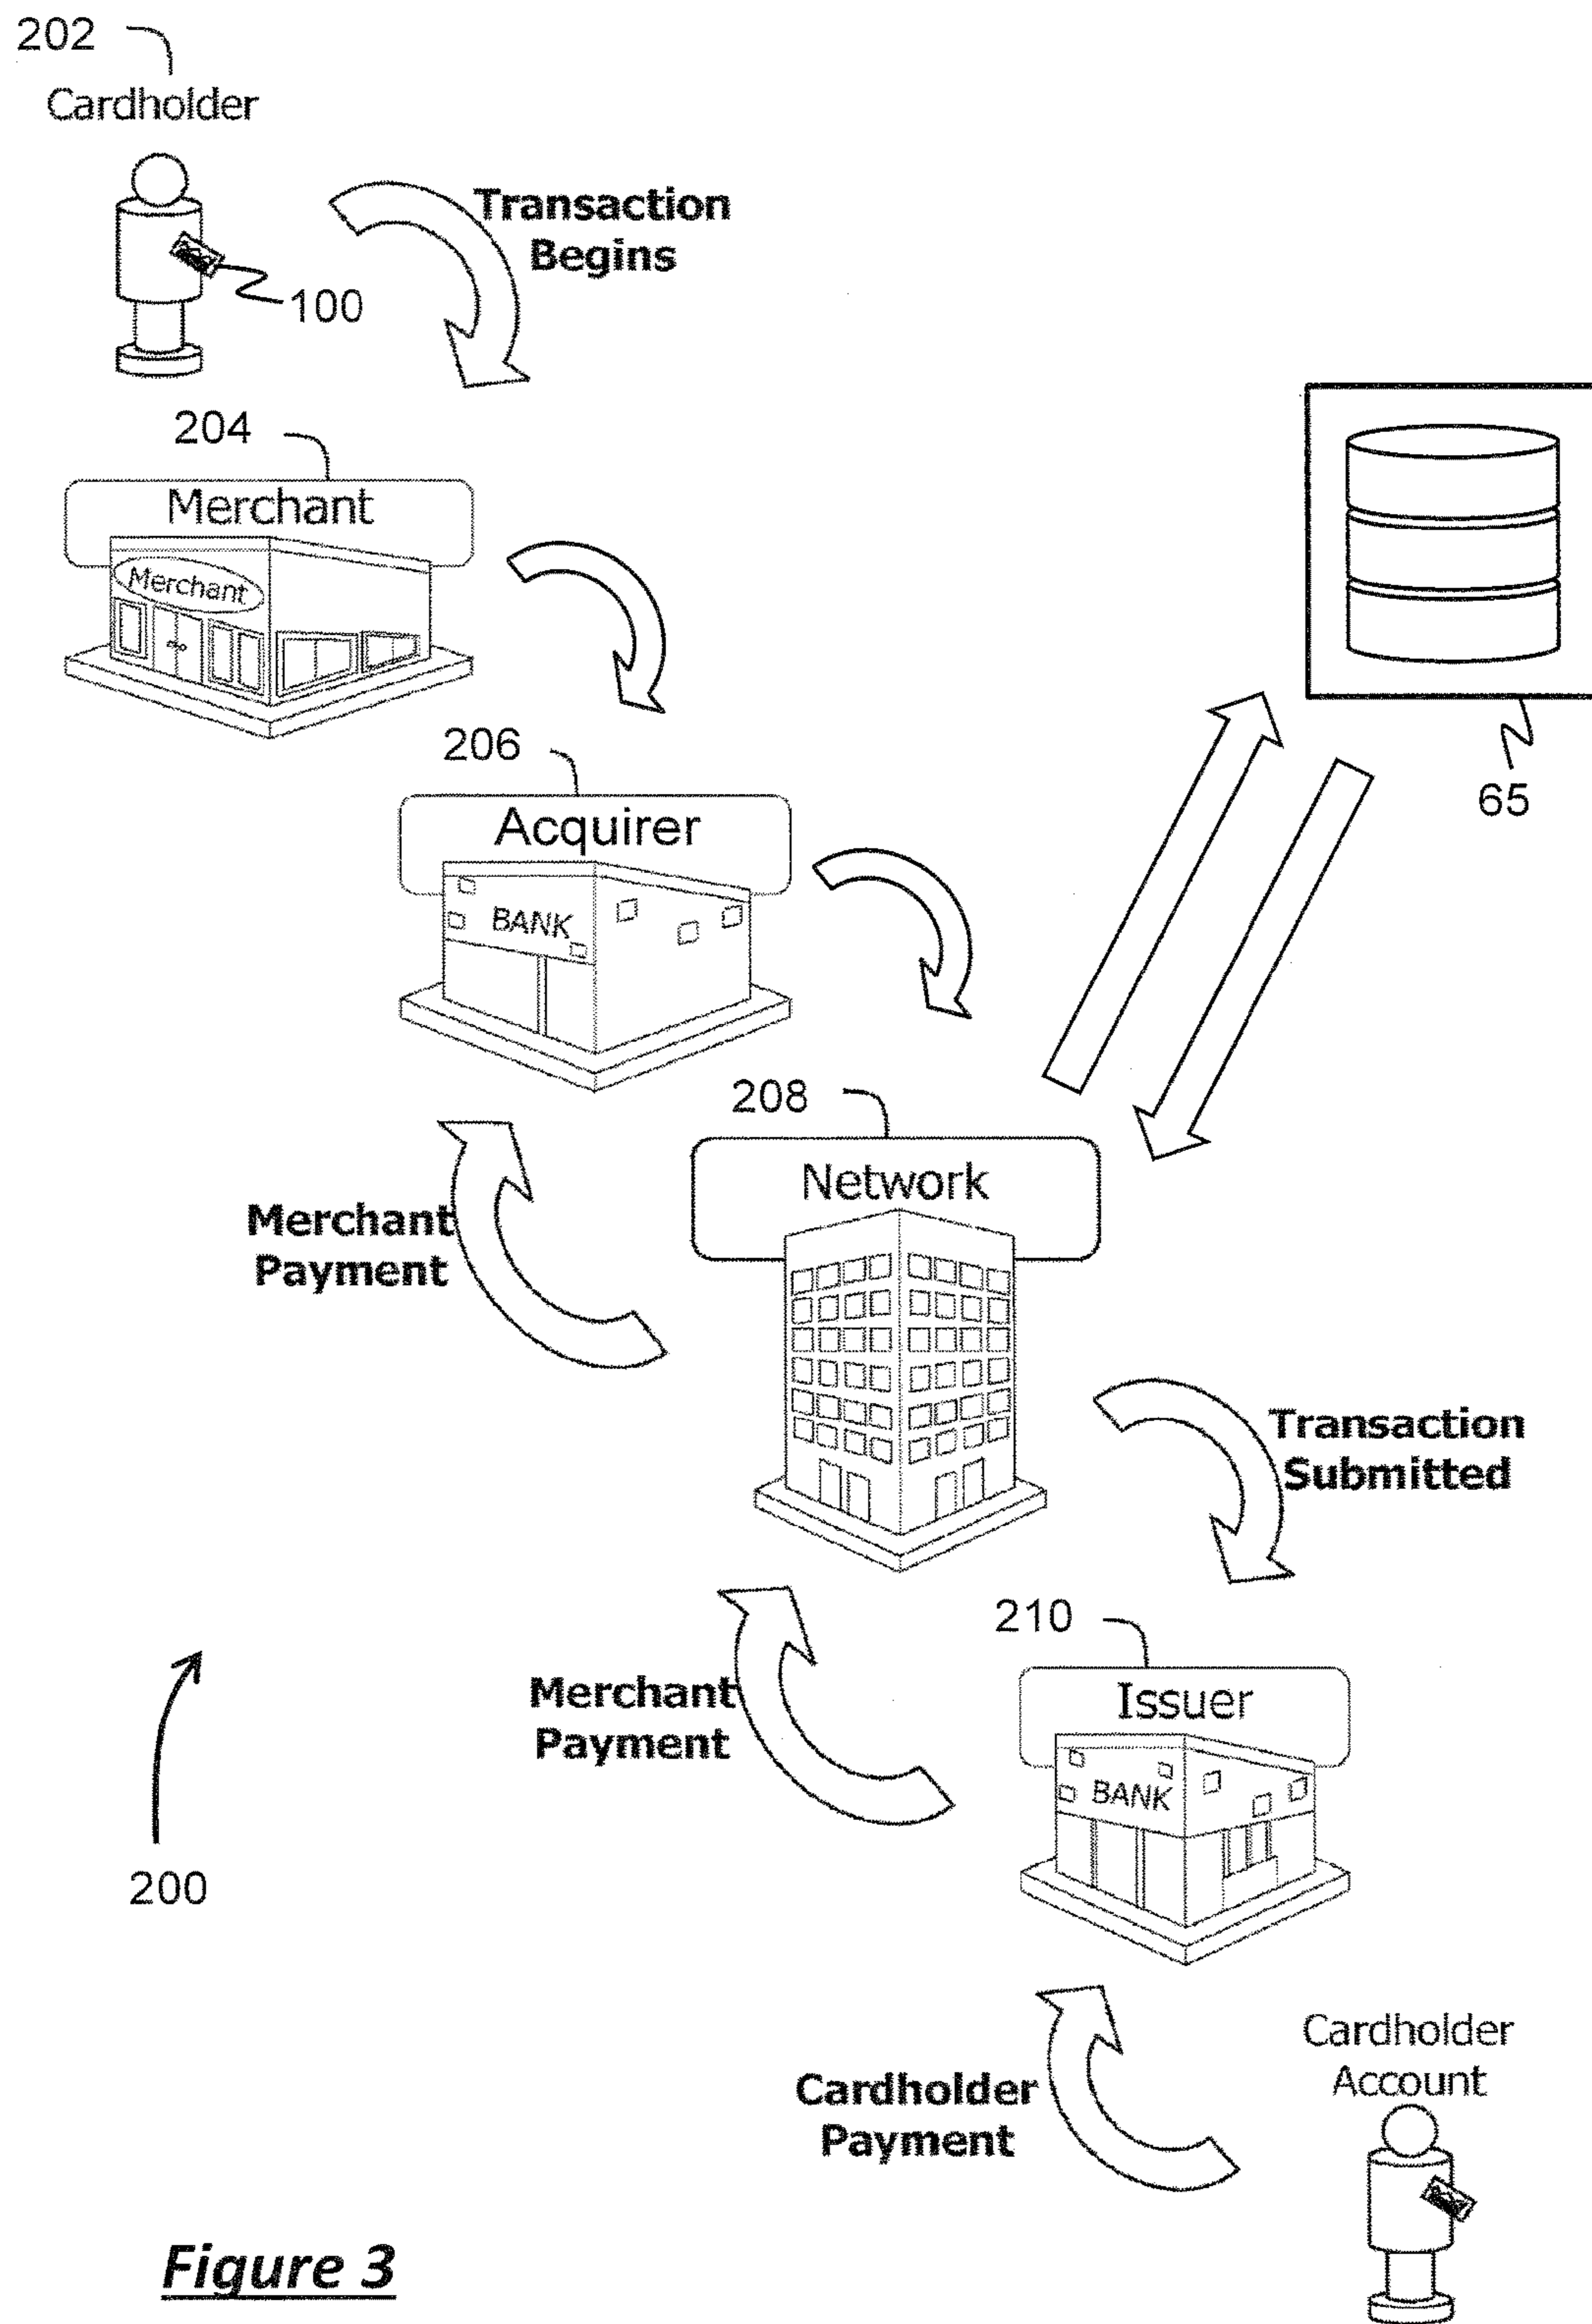 202
Cardholder
Transaction
Begins
100
204
Merchant
Merchant
65
206
Acquirer
BANK
208
Network
Merchant
Payment
Transaction
Submitted
210
Issuer
BANK
Merchant
Payment
200
Cardholder
Account
Cardholder
Payment
Figure 3